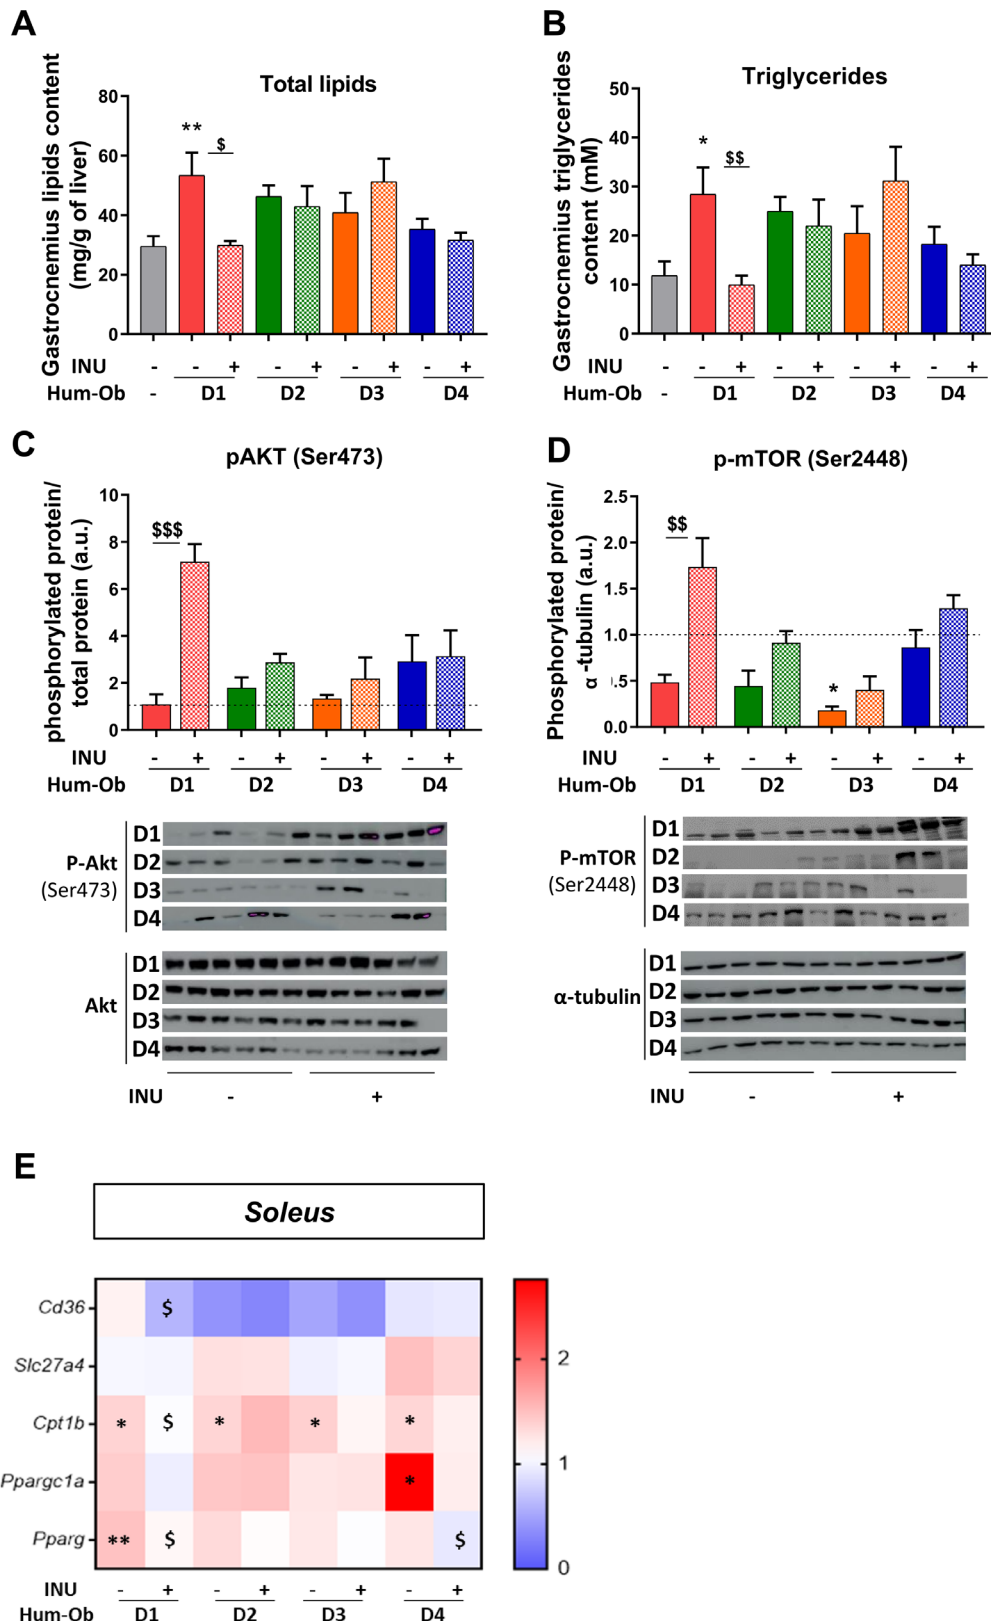 A
Total lipids
Gastrocnemius lipids content
(mg/g of liver)
80
60
40
20
0
**
$
INU - - + - + - + - +
Hum-Ob - D1 D2 D3 D4
B
Triglycerides
Gastrocnemius triglycerides
content (mM)
50
40
30
20
10
0
*
$$
INU - - + - + - + - +
Hum-Ob - D1 D2 D3 D4
C
pAKT (Ser473)
phosphorylated protein/
total protein (a.u.)
10
8
6
4
2
0
$$$
INU - + - + - + - +
Hum-Ob D1 D2 D3 D4
P-Akt
(Ser473)
D1
D2
D3
D4
Akt
D1
D2
D3
D4
INU - +
D
p-mTOR (Ser2448)
Phosphorylated protein/
α -tubulin (a.u.)
2.5
2.0
1.5
1.0
.5
0.0
$$
*
INU - + - + - + - +
Hum-Ob D1 D2 D3 D4
P-mTOR
(Ser2448)
D1
D2
D3
D4
α-tubulin
D1
D2
D3
D4
INU - +
E
Soleus
Cd36 $
Slc27a4
Cpt1b * $ * * *
Ppargc1a *
Pparg ** $ $
2
1
0
INU - + - + - + - +
Hum-Ob D1 D2 D3 D4